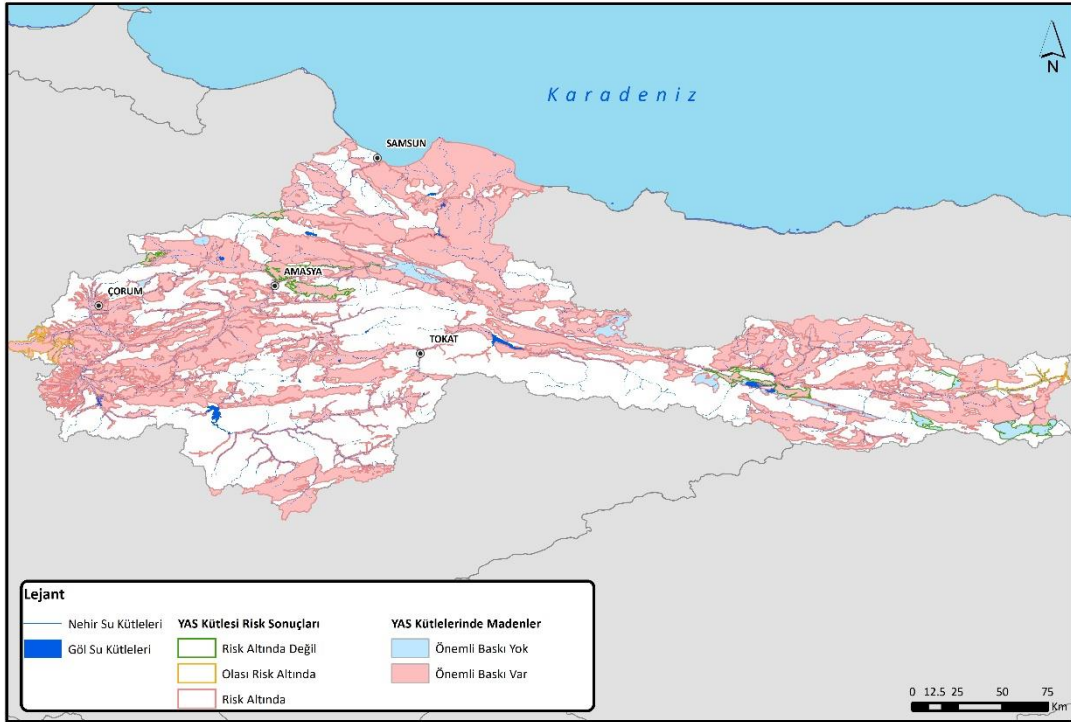 N
Karadeniz
SAMSUN
AMASYA
ÇORUM
TOKAT
Lejant
Nehir Su Kütleleri
Göl Su Kütleleri
YAS Kütlesi Risk Sonuçları
Risk Altında Değil
Olası Risk Altında
Risk Altında
YAS Kütlelerinde Madenler
Önemli Baskı Yok
Önemli Baskı Var
0 12.5 25 50 75
Km